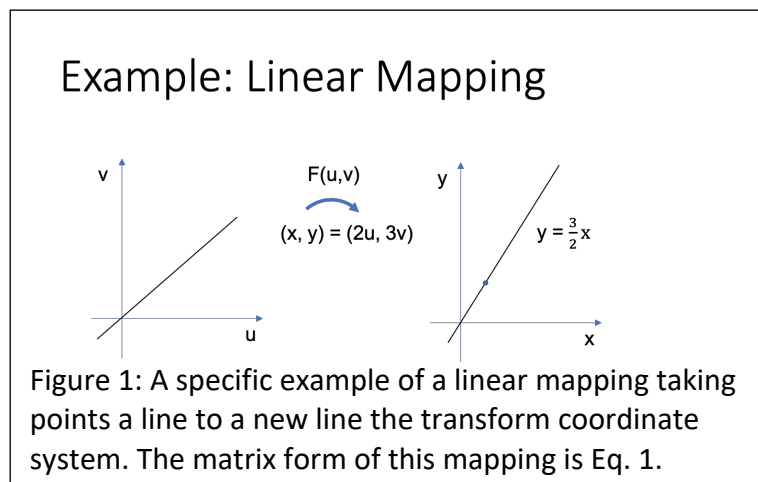 Example: Linear Mapping
v
F(u,v)
y
(x, y) = (2u, 3v)
y = 3/2 x
u
x
Figure 1: A specific example of a linear mapping taking
points a line to a new line the transform coordinate
system. The matrix form of this mapping is Eq. 1.